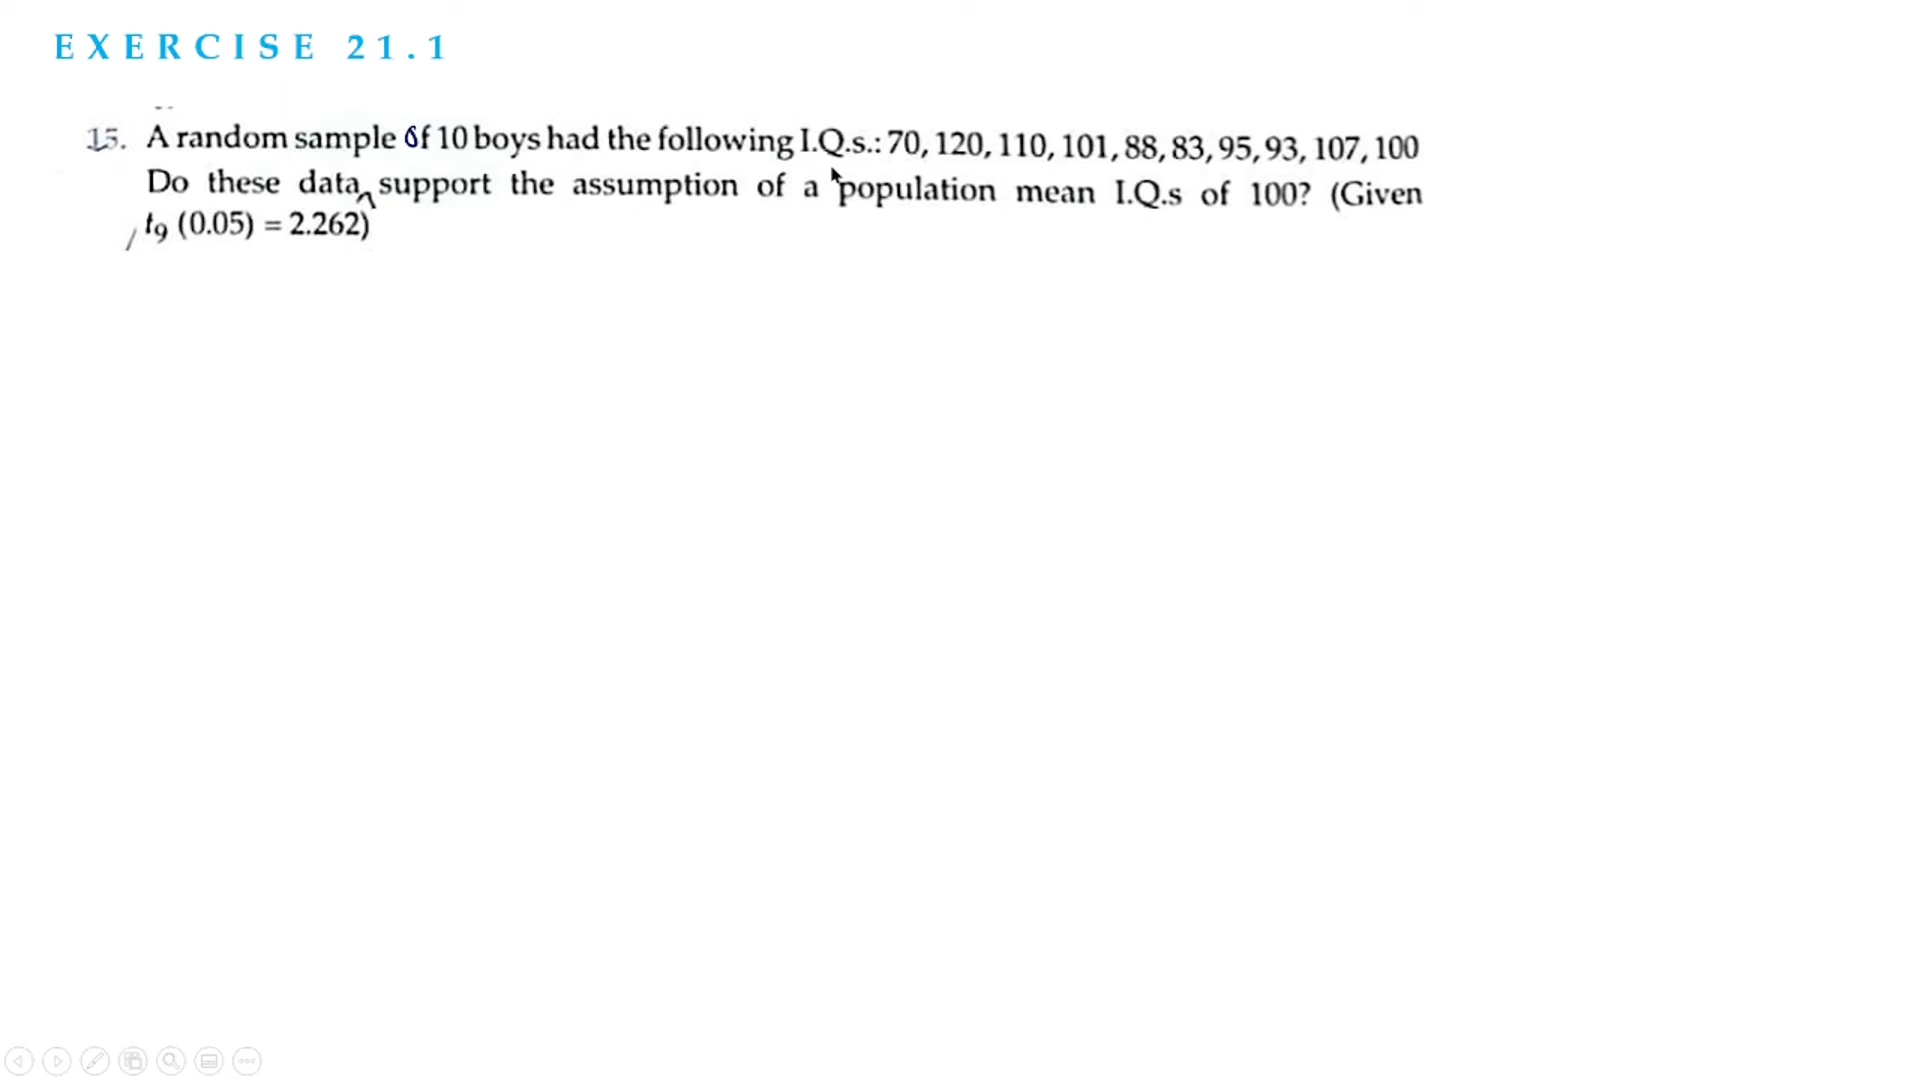 EXERCISE 21.1
15. A random sample of 10 boys had the following I.Q.s.: 70, 120, 110, 101, 88, 83, 95, 93, 107, 100
Do these data support the assumption of a population mean I.Q.s of 100? (Given
t₉ (0.05) = 2.262)